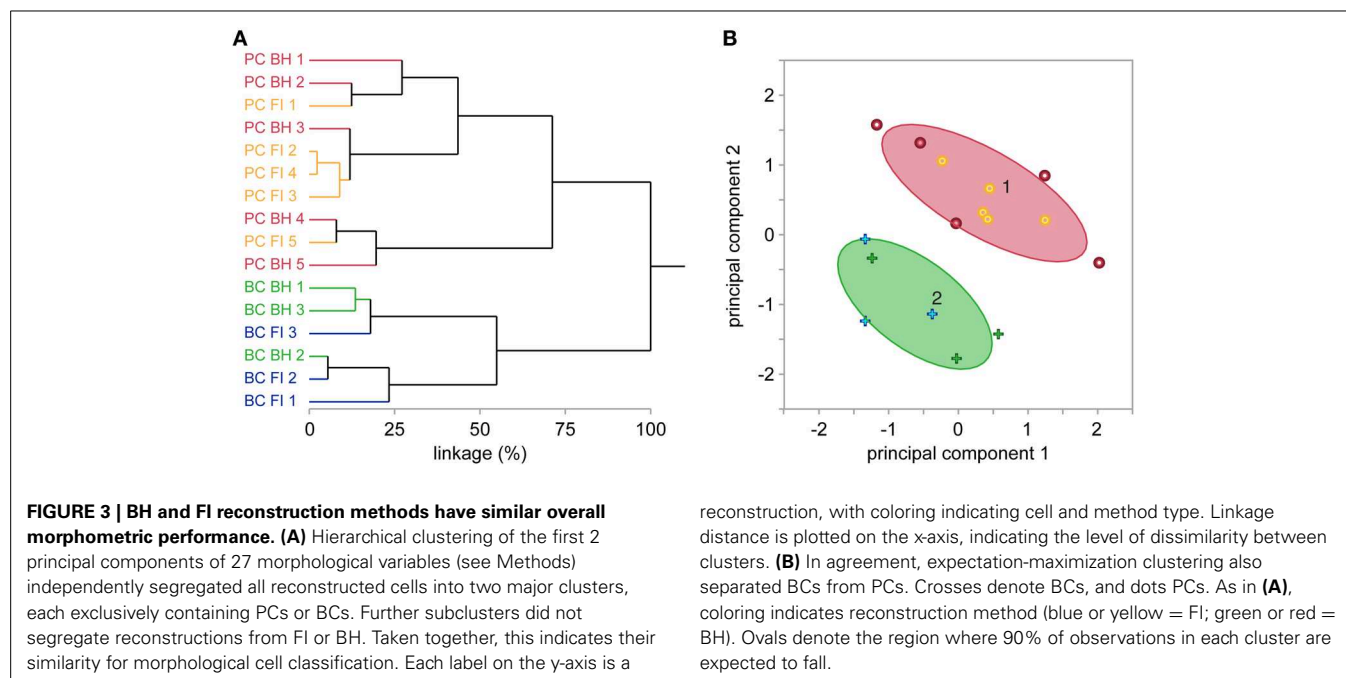 A
PC BH 1
PC BH 2
PC FI 1
PC BH 3
PC FI 2
PC FI 4
PC FI 3
PC BH 4
PC FI 5
PC BH 5
BC BH 1
BC BH 3
BC FI 3
BC BH 2
BC FI 2
BC FI 1
0 25 50 75 100
linkage (%)
B
principal component 2
2
1
0
-1
-2
1
2
-2 -1 0 1 2
principal component 1
FIGURE 3 | BH and FI reconstruction methods have similar overall
morphometric performance. (A) Hierarchical clustering of the first 2
principal components of 27 morphological variables (see Methods)
independently segregated all reconstructed cells into two major clusters,
each exclusively containing PCs or BCs. Further subclusters did not
segregate reconstructions from FI or BH. Taken together, this indicates their
similarity for morphological cell classification. Each label on the y-axis is a
reconstruction, with coloring indicating cell and method type. Linkage
distance is plotted on the x-axis, indicating the level of dissimilarity between
clusters. (B) In agreement, expectation-maximization clustering also
separated BCs from PCs. Crosses denote BCs, and dots PCs. As in (A),
coloring indicates reconstruction method (blue or yellow = FI; green or red =
BH). Ovals denote the region where 90% of observations in each cluster are
expected to fall.